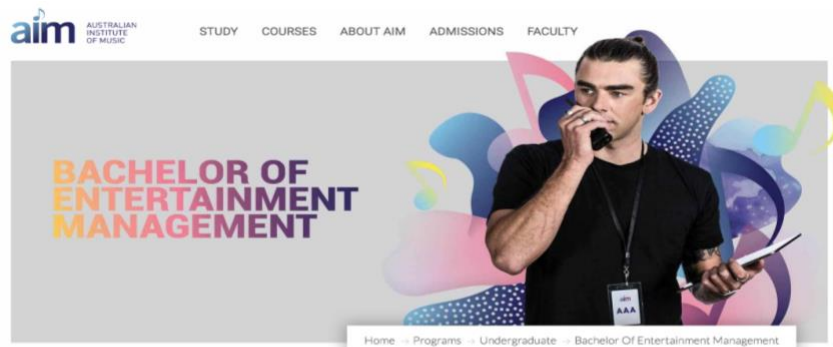 aim AUSTRALIAN
INSTITUTE
OF MUSIC
STUDY COURSES ABOUT AIM ADMISSIONS FACULTY
BACHELOR OF
ENTERTAINMENT
MANAGEMENT
aim
AAA
Home → Programs → Undergraduate → Bachelor Of Entertainment Management